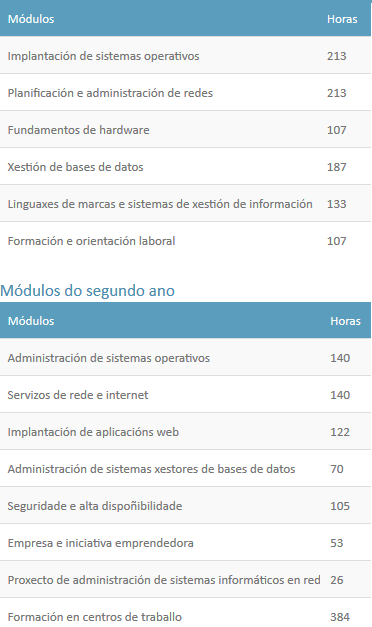 Módulos Horas
Implantación de sistemas operativos 213
Planificación e administración de redes 213
Fundamentos de hardware 107
Xestión de bases de datos 187
Linguaxes de marcas e sistemas de xestión de información 133
Formación e orientación laboral 107
Módulos do segundo ano
Módulos Horas
Administración de sistemas operativos 140
Servizos de rede e internet 140
Implantación de aplicacións web 122
Administración de sistemas xestores de bases de datos 70
Seguridade e alta dispoñibilidade 105
Empresa e iniciativa emprendedora 53
Proxecto de administración de sistemas informáticos en red 26
Formación en centros de traballo 384